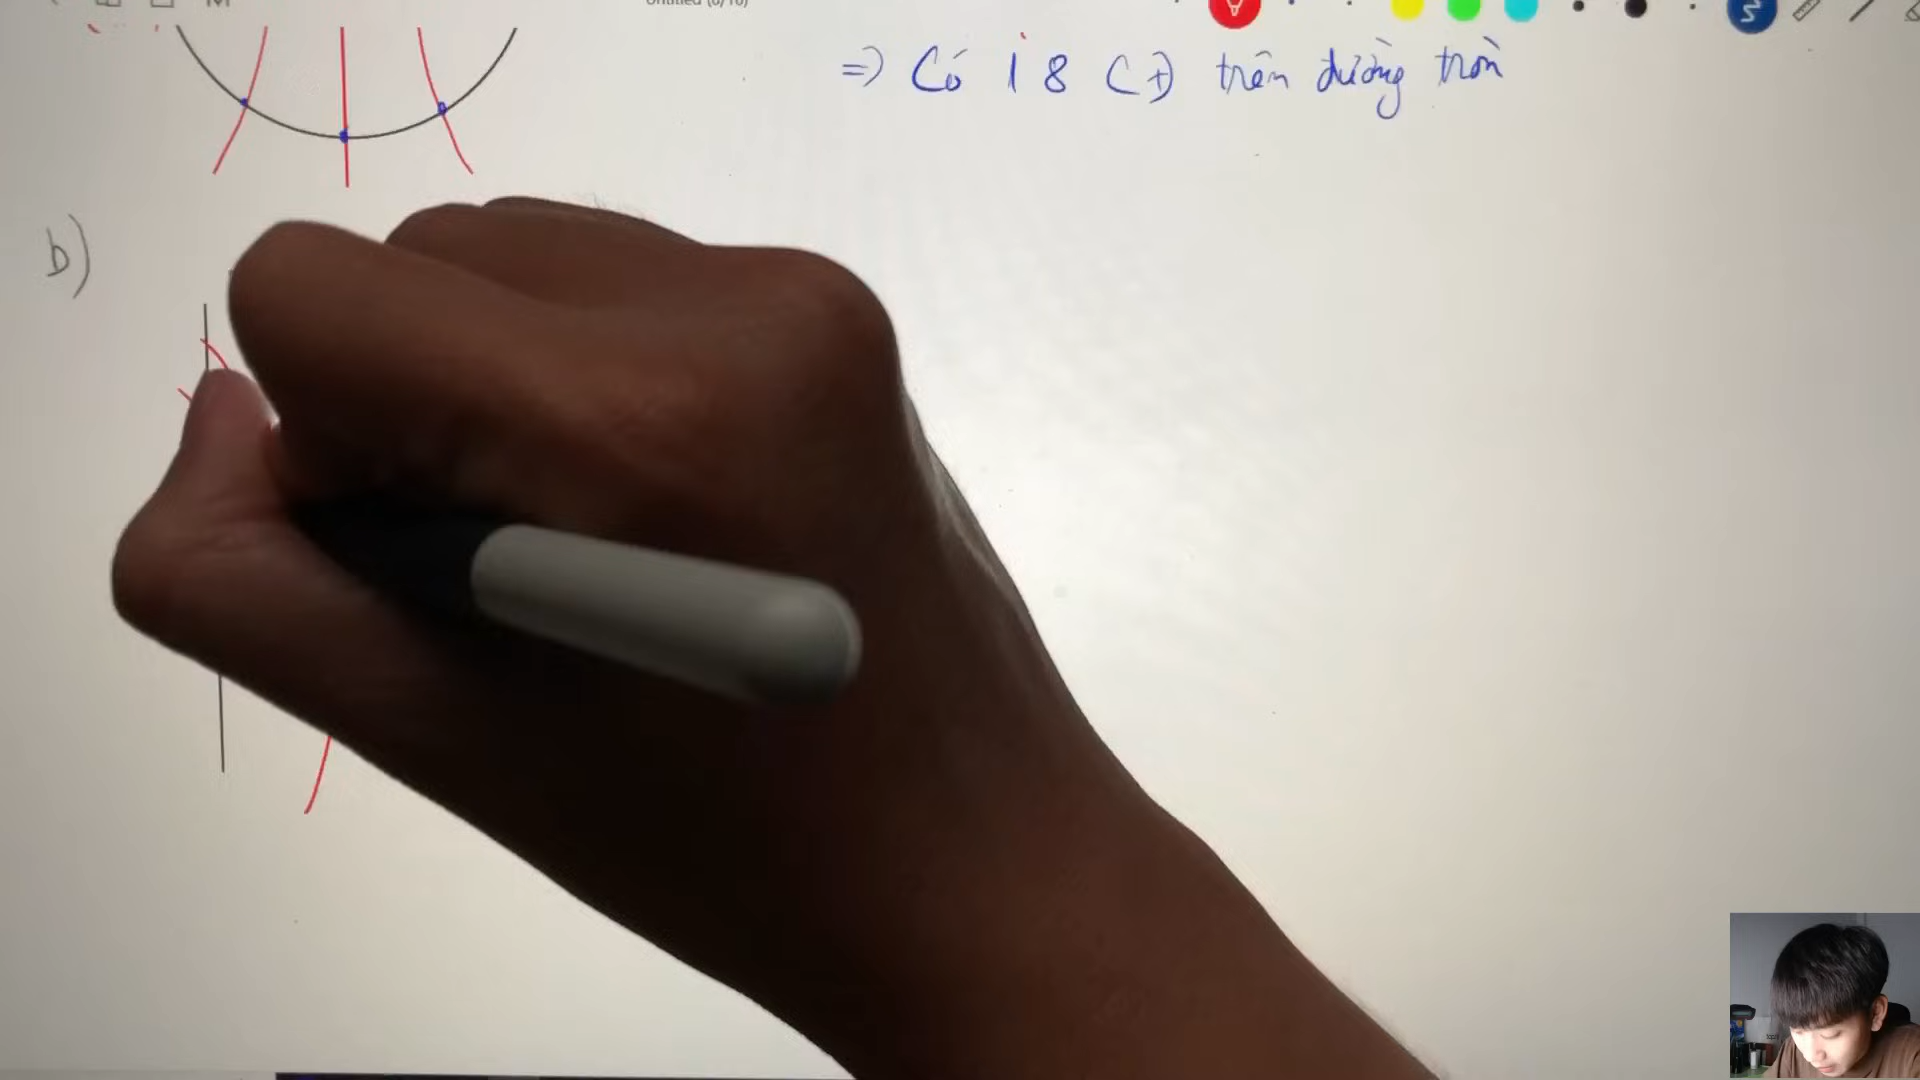 =) Có 18 CĐ trên đường tròn
b)